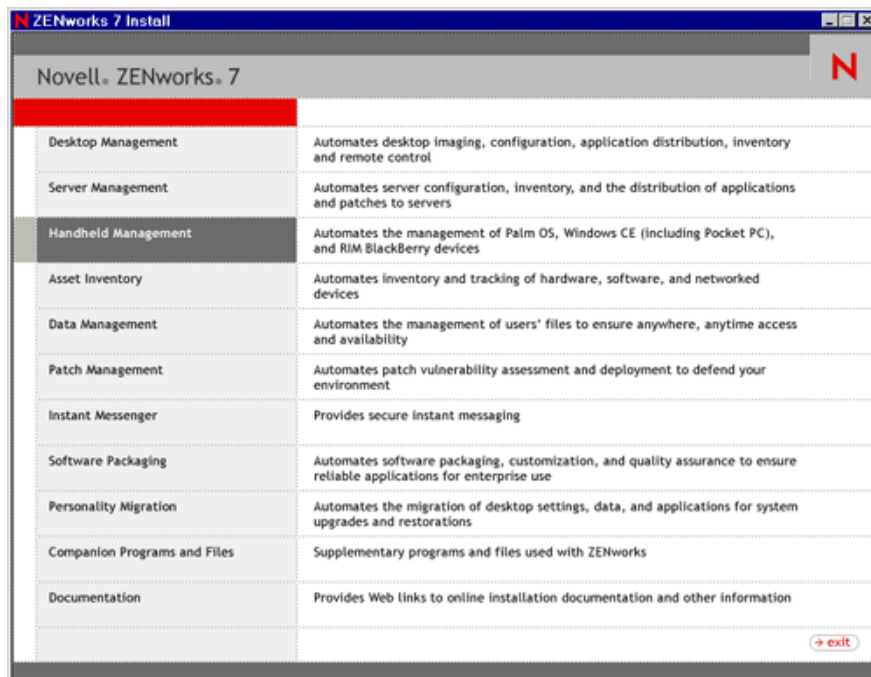 N ZENworks 7 Install
Novell® ZENworks® 7
N
Desktop Management
Automates desktop imaging, configuration, application distribution, inventory
and remote control
Server Management
Automates server configuration, inventory, and the distribution of applications
and patches to servers
Handheld Management
Automates the management of Palm OS, Windows CE (including Pocket PC),
and RIM BlackBerry devices
Asset Inventory
Automates inventory and tracking of hardware, software, and networked
devices
Data Management
Automates the management of users' files to ensure anywhere, anytime access
and availability
Patch Management
Automates patch vulnerability assessment and deployment to defend your
environment
Instant Messenger
Provides secure instant messaging
Software Packaging
Automates software packaging, customization, and quality assurance to ensure
reliable applications for enterprise use
Personality Migration
Automates the migration of desktop settings, data, and applications for system
upgrades and restorations
Companion Programs and Files
Supplementary programs and files used with ZENworks
Documentation
Provides Web links to online installation documentation and other information
exit